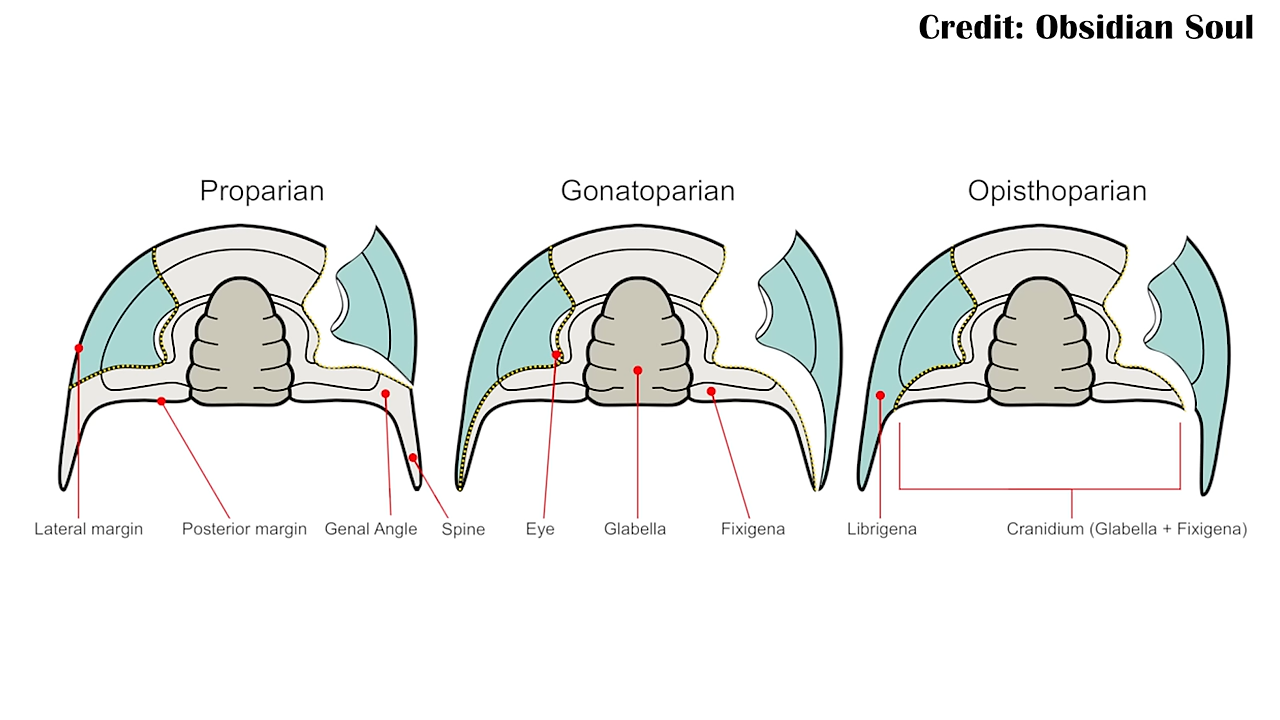 Credit: Obsidian Soul
Proparian
Gonatoparian
Opisthoparian
Lateral margin
Posterior margin
Genal Angle
Spine
Eye
Glabella
Fixigena
Librigena
Cranidium (Glabella + Fixigena)